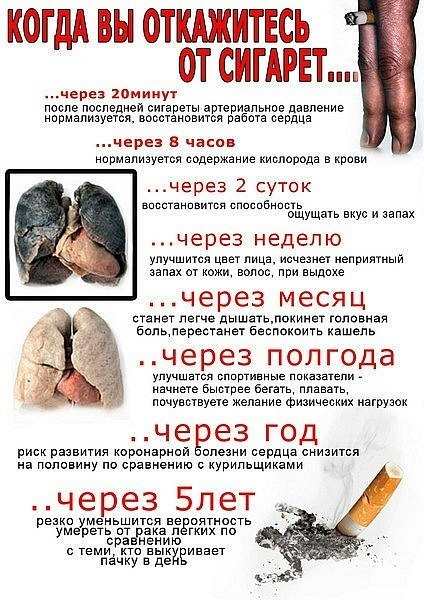 КОГДА ВЫ ОТКАЖИТЕСЬ
ОТ СИГАРЕТ....
...через 20минут
после последней сигареты артериальное давление
нормализуется, восстановится работа сердца
...через 8 часов
нормализуется содержание кислорода в крови
...через 2 суток
восстановится способность
ощущать вкус и запах
...через неделю
улучшится цвет лица, исчезнет неприятный
запах от кожи, волос, при выдохе
...через месяц
станет легче дышать,покинет головная
боль,перестанет беспокоить кашель
..через полгода
улучшатся спортивные показатели -
начнете быстрее бегать, плавать,
почувствуете желание физических нагрузок
..через год
риск развития коронарной болезни сердца снизится
на половину по сравнению с курильщиками
..через 5лет
резко уменьшится вероятность
умереть от рака лёгких по
сравнению
с теми, кто выкуривает
пачку в день